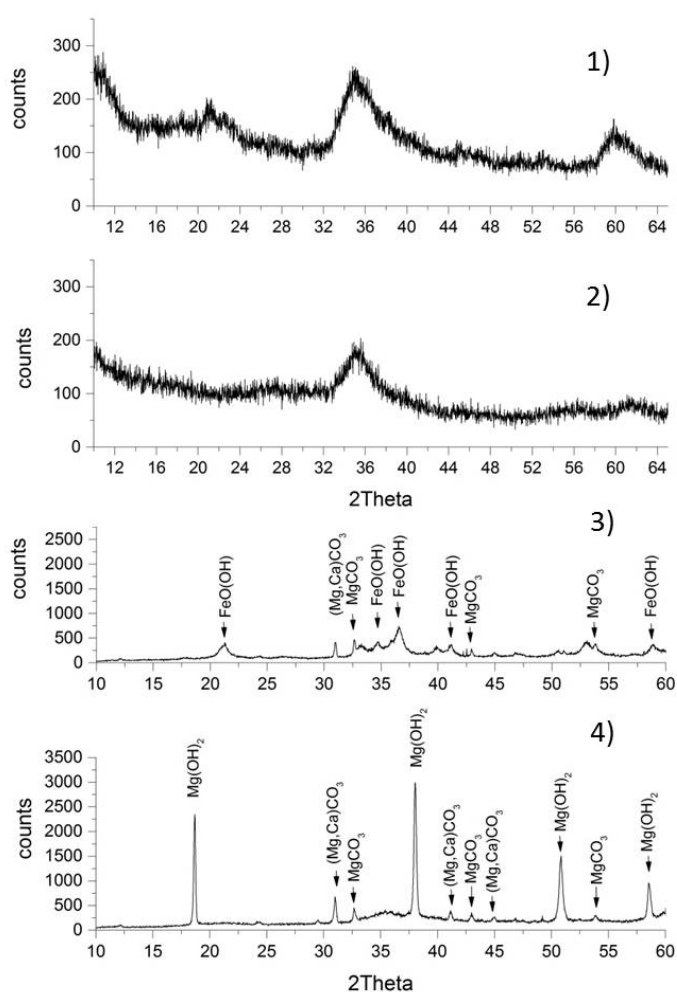 1)
counts
300
200
100
0
12 16 20 24 28 32 36 40 44 48 52 56 60 64
2)
counts
300
200
100
0
12 16 20 24 28 32 36 40 44 48 52 56 60 64
2Theta
3)
counts
2500
2000
1500
1000
500
0
FeO(OH)
(Mg,Ca)CO₃
MgCO₃
FeO(OH)
FeO(OH)
FeO(OH)
MgCO₃
MgCO₃
FeO(OH)
10 15 20 25 30 35 40 45 50 55 60
4)
counts
3500
3000
2500
2000
1500
1000
500
0
Mg(OH)₂
(Mg,Ca)CO₃
MgCO₃
Mg(OH)₂
(Mg,Ca)CO₃
MgCO₃
(Mg,Ca)CO₃
Mg(OH)₂
MgCO₃
Mg(OH)₂
10 15 20 25 30 35 40 45 50 55 60
2Theta